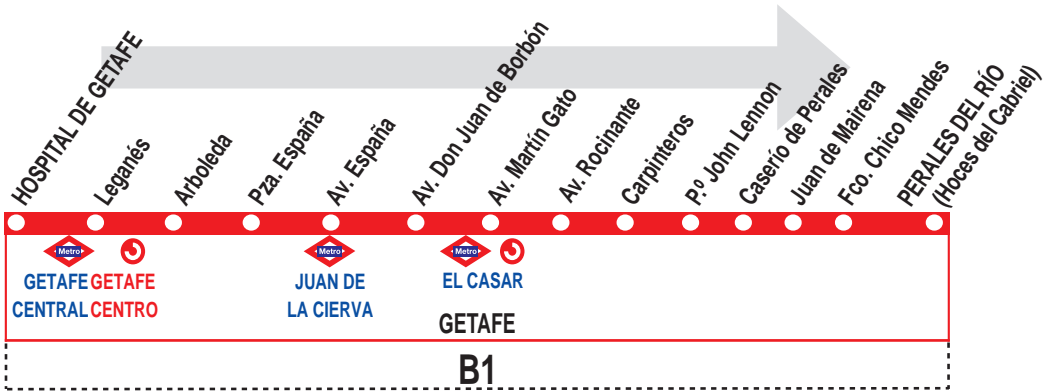 HOSPITAL DE GETAFE
Leganés
Arboleda
Pza. España
Av. España
Av. Don Juan de Borbón
Av. Martín Gato
Av. Rocinante
Carpinteros
P.º John Lennon
Caserío de Perales
Juan de Mairena
Fco. Chico Mendes
PERALES DEL RÍO
(Hoces del Cabriel)
Metro
GETAFE
CENTRAL
GETAFE
CENTRO
Metro
JUAN DE
LA CIERVA
Metro
EL CASAR
GETAFE
B1